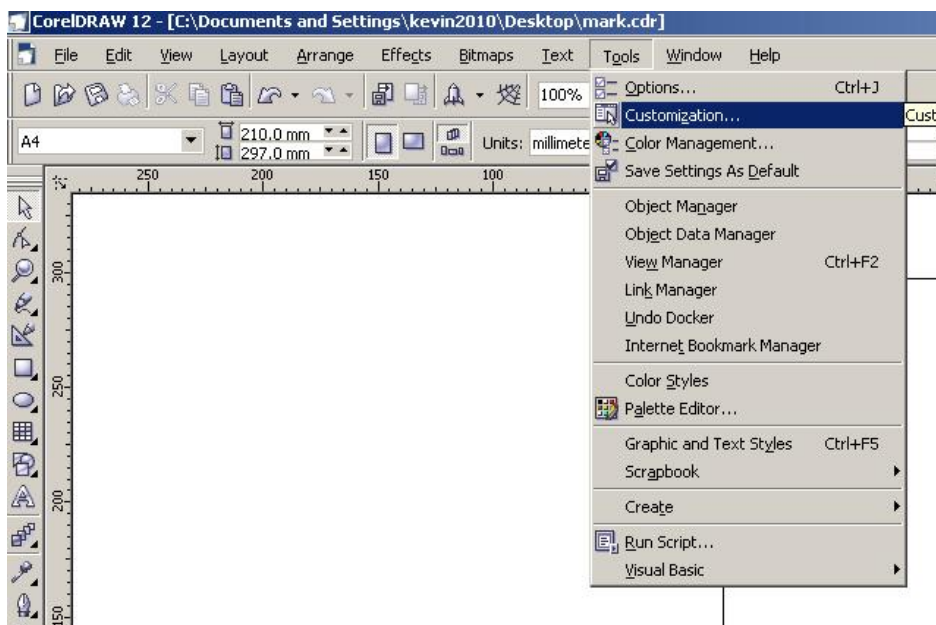 CorelDRAW 12 - [C:\Documents and Settings\kevin2010\Desktop\mark.cdr]
File Edit View Layout Arrange Effects Bitmaps Text Tools Window Help
100%
A4 210.0 mm 297.0 mm Units: millimete
250 200 150 100
300
250
200
150
Options... Ctrl+J
Customization...
Cust
Color Management...
Save Settings As Default
Object Manager
Object Data Manager
View Manager Ctrl+F2
Link Manager
Undo Docker
Internet Bookmark Manager
Color Styles
Palette Editor...
Graphic and Text Styles Ctrl+F5
Scrapbook
Create
Run Script...
Visual Basic